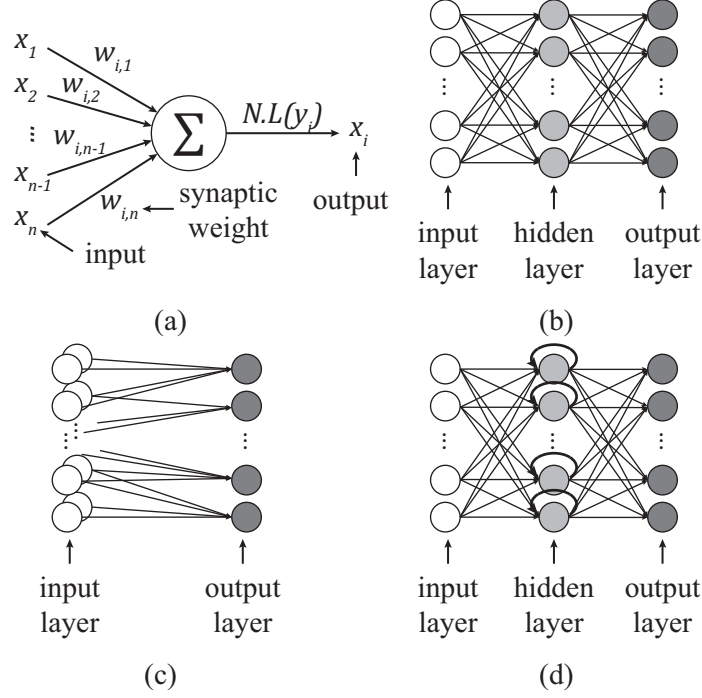 x1
wi,1
x2
wi,2
...
wi,n-1
xn-1
xn
wi,n
Σ
N.L(yi)
xi
synaptic
weight
output
input
(a)
...
...
...
input
layer
hidden
layer
output
layer
(b)
...
...
...
input
layer
output
layer
(c)
...
...
...
input
layer
hidden
layer
output
layer
(d)